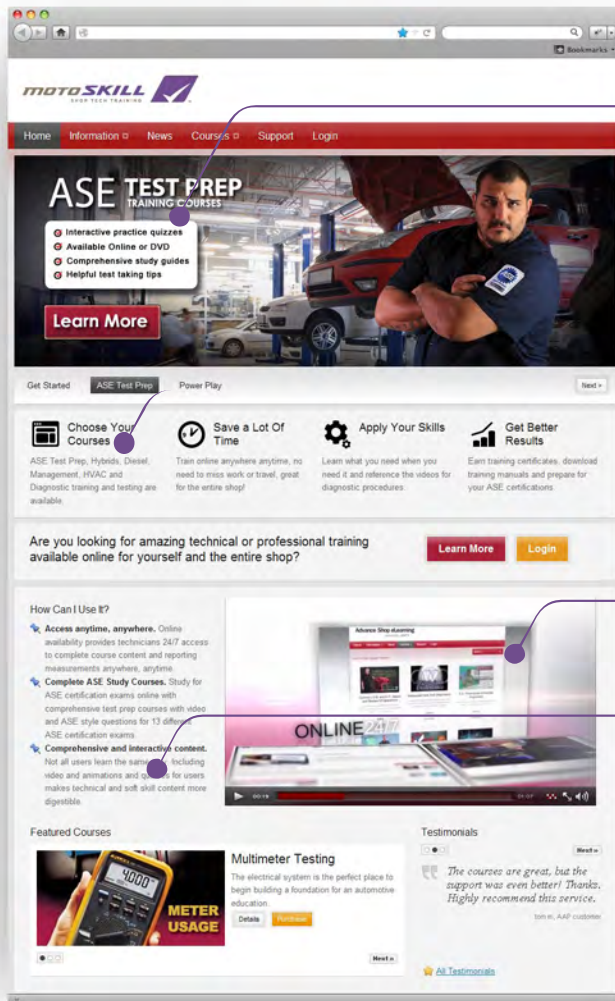 Bookmarks
motoSKILL
SHOP TECH TRAINING
Home Information News Courses Support Login
ASE TEST PREP
TRAINING COURSES
Interactive practice quizzes
Available Online or DVD
Comprehensive study guides
Helpful test taking tips
Learn More
Get Started ASE Test Prep Power Play Next »
Choose Your
Courses
ASE Test Prep, Hybrids, Diesel,
Management, HVAC and
Diagnostic training and testing are
available.
Save a Lot Of
Time
Train online anywhere anytime, no
need to miss work or travel, great
for the entire shop!
Apply Your Skills
Learn what you need when you
need it and reference the videos for
diagnostic procedures.
Get Better
Results
Earn training certificates, download
training manuals and prepare for
your ASE certifications.
Are you looking for amazing technical or professional training
available online for yourself and the entire shop?
Learn More Login
How Can I Use It?
Access anytime, anywhere. Online
availability provides technicians 24/7 access
to complete course content and reporting
measurements anywhere, anytime.
Complete ASE Study Courses. Study for
ASE certification exams online with
comprehensive test prep courses with video
and ASE style questions for 13 different
ASE certification exams.
Comprehensive and interactive content.
Not all users learn the same. Including
video and animations and for users
makes technical and soft skill content more
digestible.
Advance Shop eLearning
ONLINE 24/7
Featured Courses
METER
USAGE
Multimeter Testing
The electrical system is the perfect place to
begin building a foundation for an automotive
education.
Details Purchase
Next »
Testimonials
Next »
The courses are great, but the
support was even better! Thanks.
Highly recommend this service.
AAP customer
All Testimonials